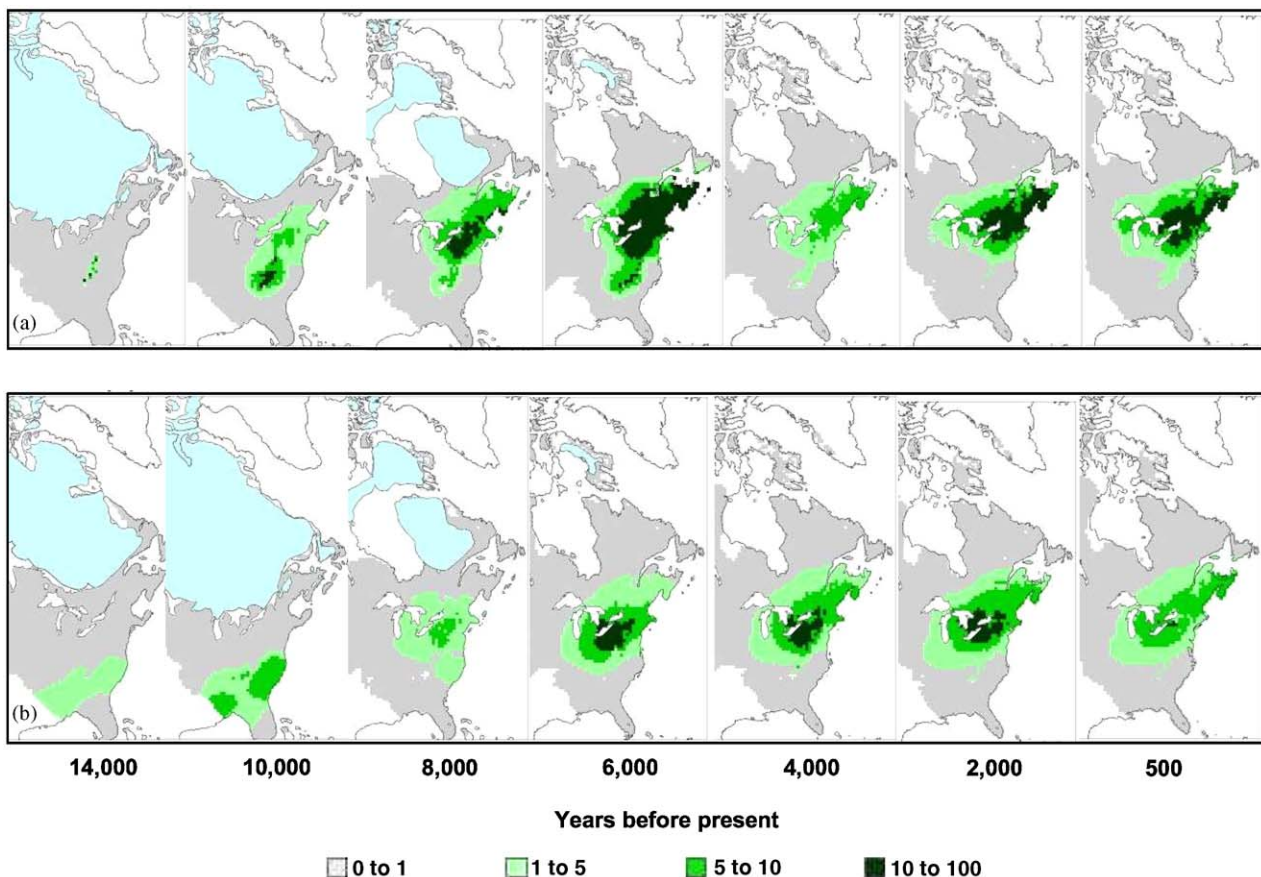 (a)
(b)
14,000 10,000 8,000 6,000 4,000 2,000 500
Years before present
0 to 1 1 to 5 5 to 10 10 to 100